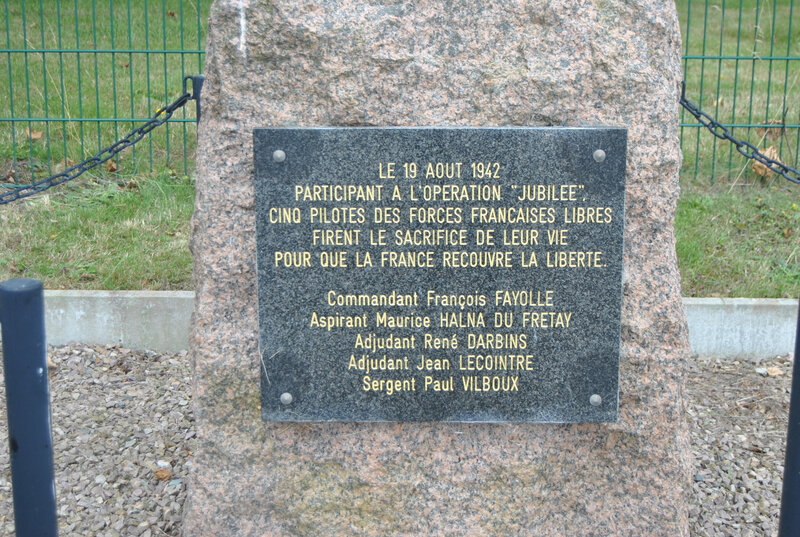 LE 19 AOUT 1942
PARTICIPANT A L'OPERATION "JUBILEE",
CINQ PILOTES DES FORCES FRANCAISES LIBRES
FIRENT LE SACRIFICE DE LEUR VIE
POUR QUE LA FRANCE RECOUVRE LA LIBERTE.
Commandant François FAYOLLE
Aspirant Maurice HALNA DU FRETAY
Adjudant René DARBINS
Adjudant Jean LECOINTRE
Sergent Paul VILBOUX